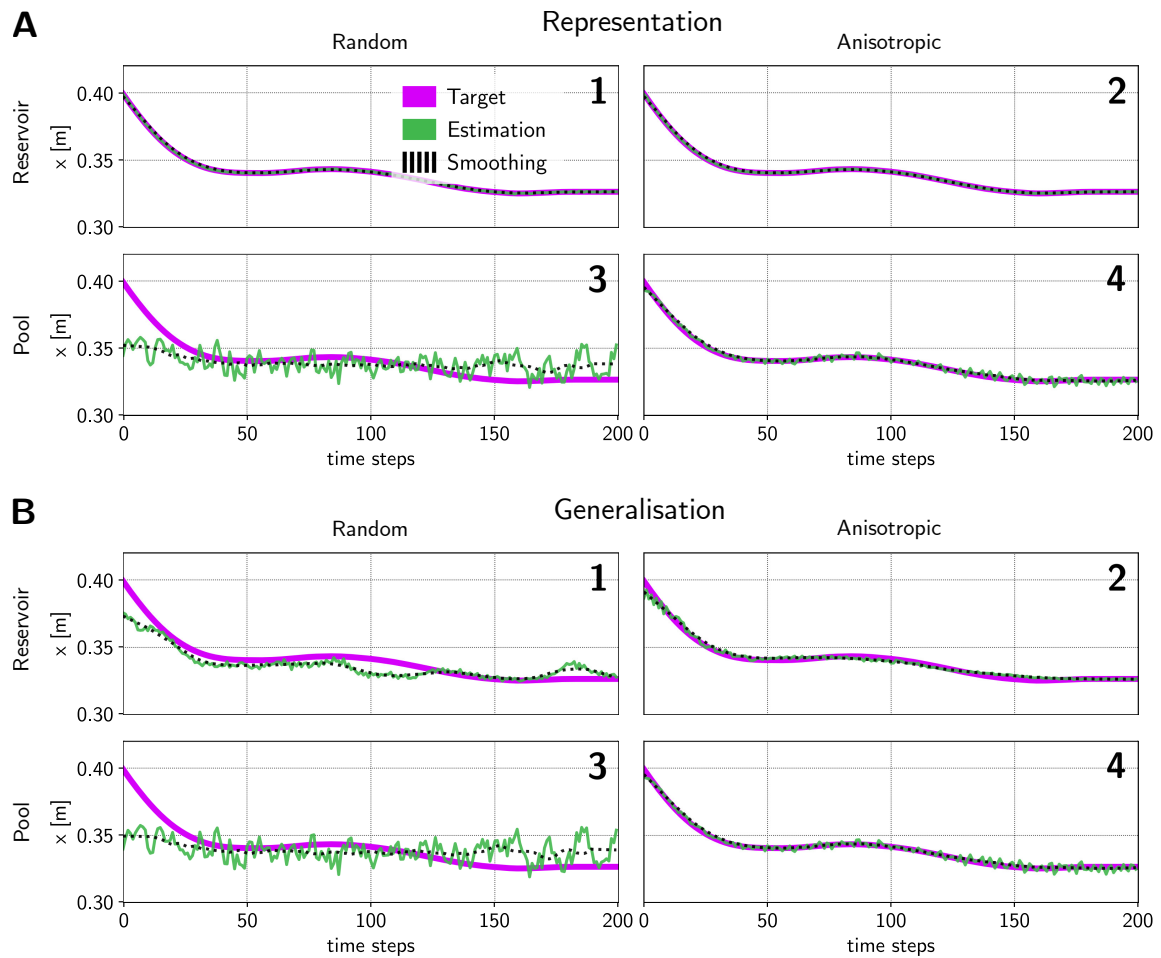 A
Representation
Random
Anisotropic
Reservoir
x [m]
0.40
0.35
0.30
Target
Estimation
Smoothing
1
2
Pool
x [m]
0.40
0.35
0.30
3
4
0 50 100 150 200
0 50 100 150 200
time steps
time steps
B
Generalisation
Random
Anisotropic
Reservoir
x [m]
0.40
0.35
0.30
1
2
Pool
x [m]
0.40
0.35
0.30
3
4
0 50 100 150 200
0 50 100 150 200
time steps
time steps